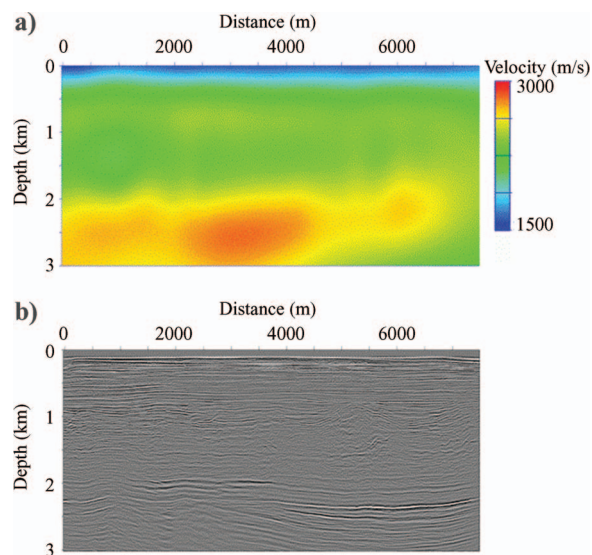 a)
Distance (m)
0 2000 4000 6000
Velocity (m/s)
3000
1500
Depth (km)
0
1
2
3
b)
Distance (m)
0 2000 4000 6000
Depth (km)
0
1
2
3